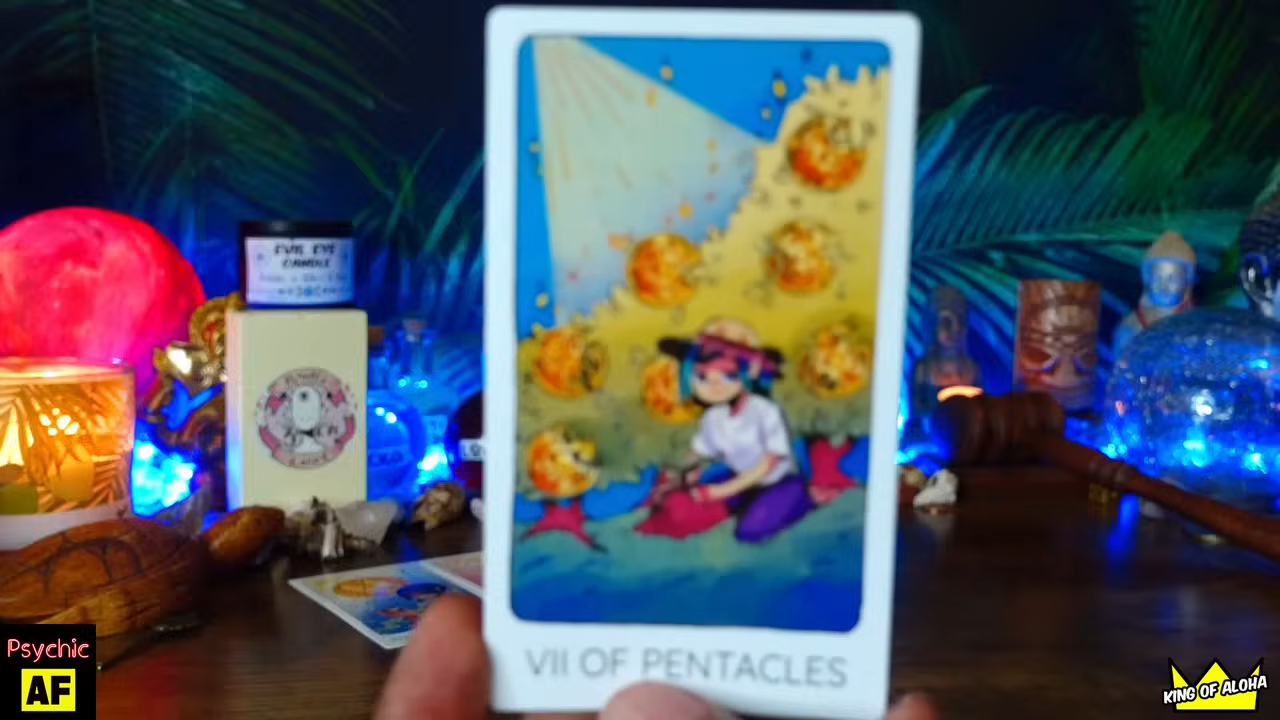 EVIL EYE
CANDLE
VII OF PENTACLES
Psychic
AF
KING OF ALOHA